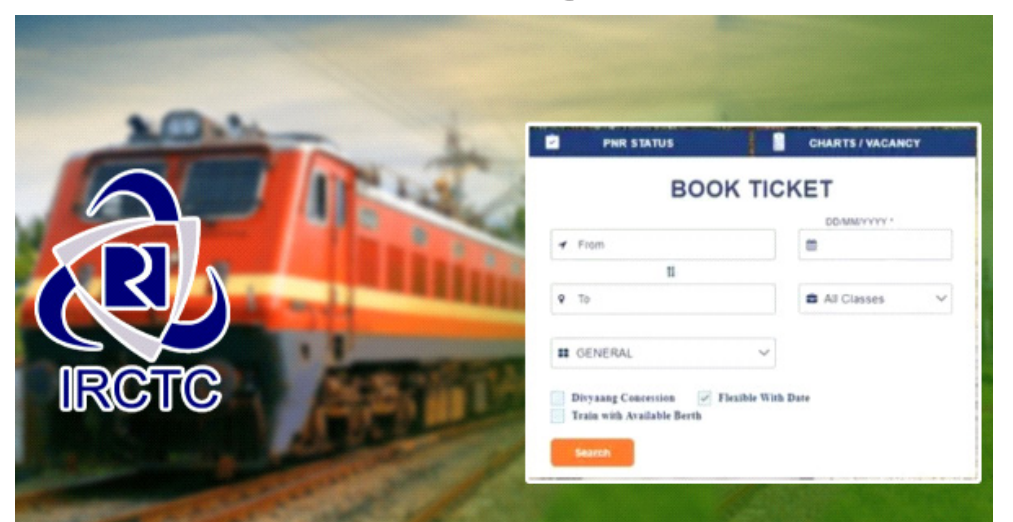 PNR STATUS
CHARTS / VACANCY
BOOK TICKET
DD/MM/YYYY *
From
To
All Classes
GENERAL
Divyaang Concession
Flexible With Date
Train with Available Berth
Search
IRCTC